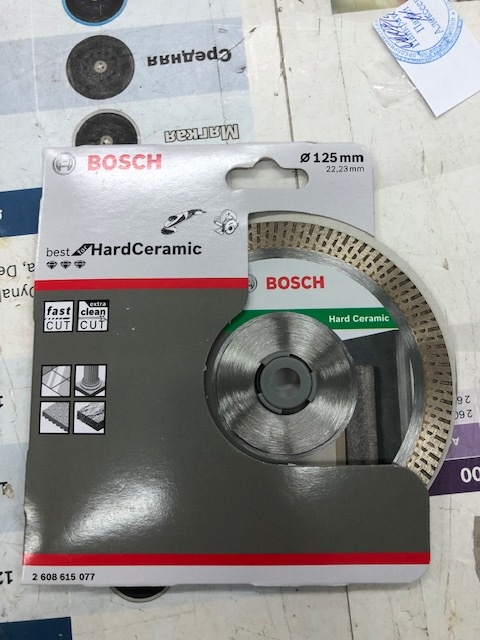 Средняя
Мягкая
BOSCH
Ø 125 mm
22,23 mm
best for HardCeramic
fast
CUT
extra
clean
CUT
BOSCH
Hard Ceramic
2 608 615 077